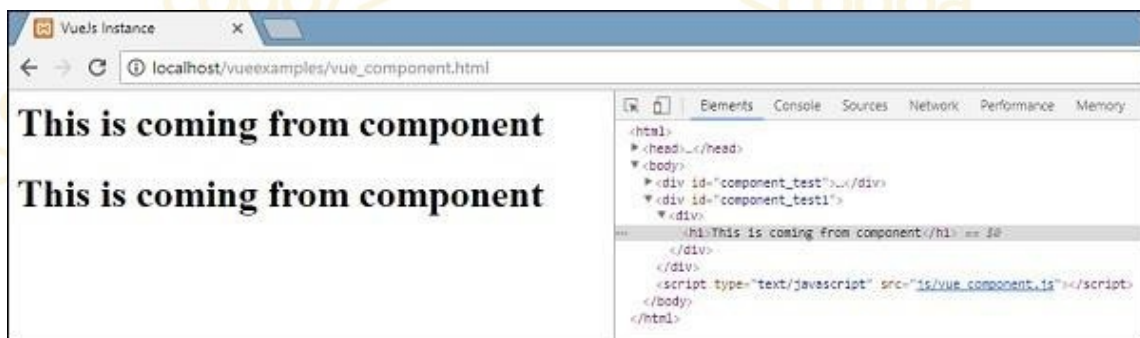 VueJs Instance
localhost/vueexamples/vue_component.html
This is coming from component
This is coming from component
Elements Console Sources Network Performance Memory
<html>
<head>…</head>
<body>
<div id="component_test">…</div>
<div id="component_test1">
<div>
<h1>This is coming from component</h1> == $0
</div>
</div>
<script type="text/javascript" src="js/vue_component.js"></script>
</body>
</html>